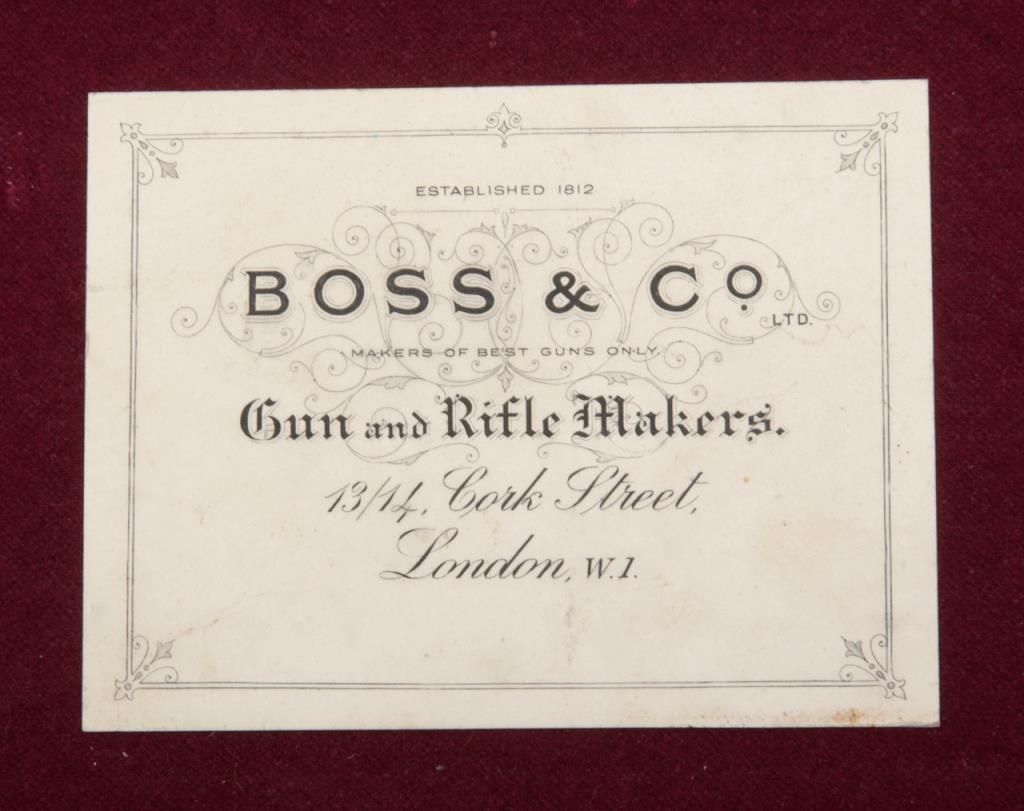 ESTABLISHED 1812
BOSS & Co.
LTD.
MAKERS OF BEST GUNS ONLY.
Gun and Rifle Makers.
13/14, Cork Street,
London, W.1.